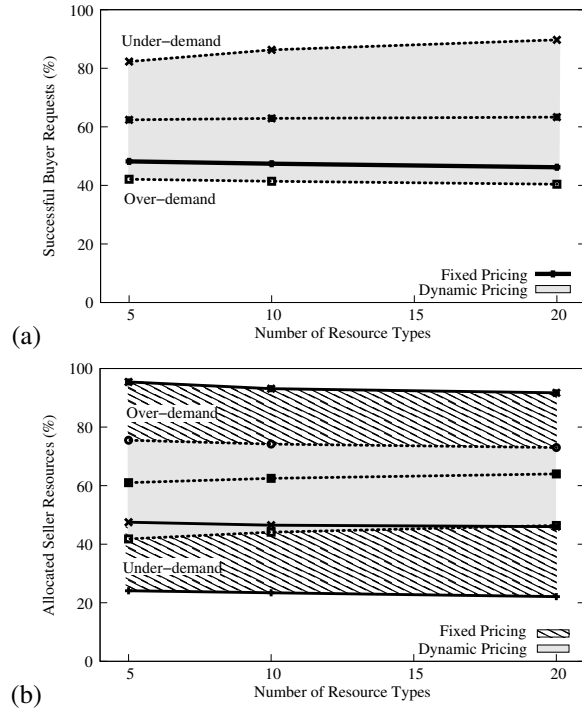 100
80
60
40
20
0
Successful Buyer Requests (%)
Under−demand
Over−demand
Fixed Pricing
Dynamic Pricing
5 10 15 20
Number of Resource Types
(a)
100
80
60
40
20
0
Allocated Seller Resources (%)
Over−demand
Under−demand
Fixed Pricing
Dynamic Pricing
5 10 15 20
Number of Resource Types
(b)